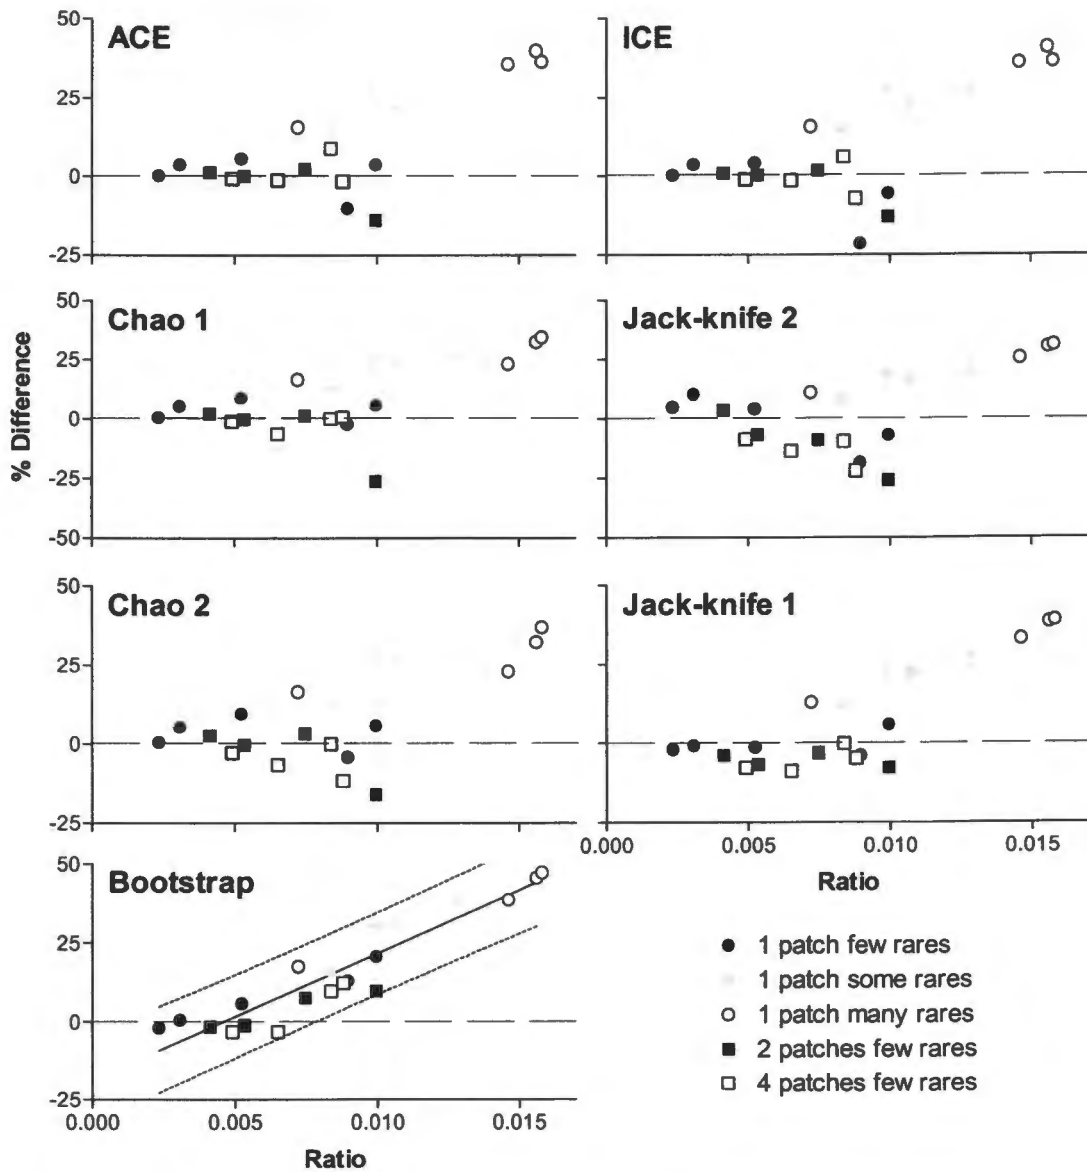 50
ACE
ICE
25
0
-25
50
Chao 1
Jack-knife 2
25
0
-25
-50
% Difference
50
Chao 2
Jack-knife 1
25
0
-25
0.000 0.005 0.010 0.015
Ratio
50
Bootstrap
25
0
-25
0.000 0.005 0.010 0.015
Ratio
1 patch few rares
1 patch some rares
1 patch many rares
2 patches few rares
4 patches few rares